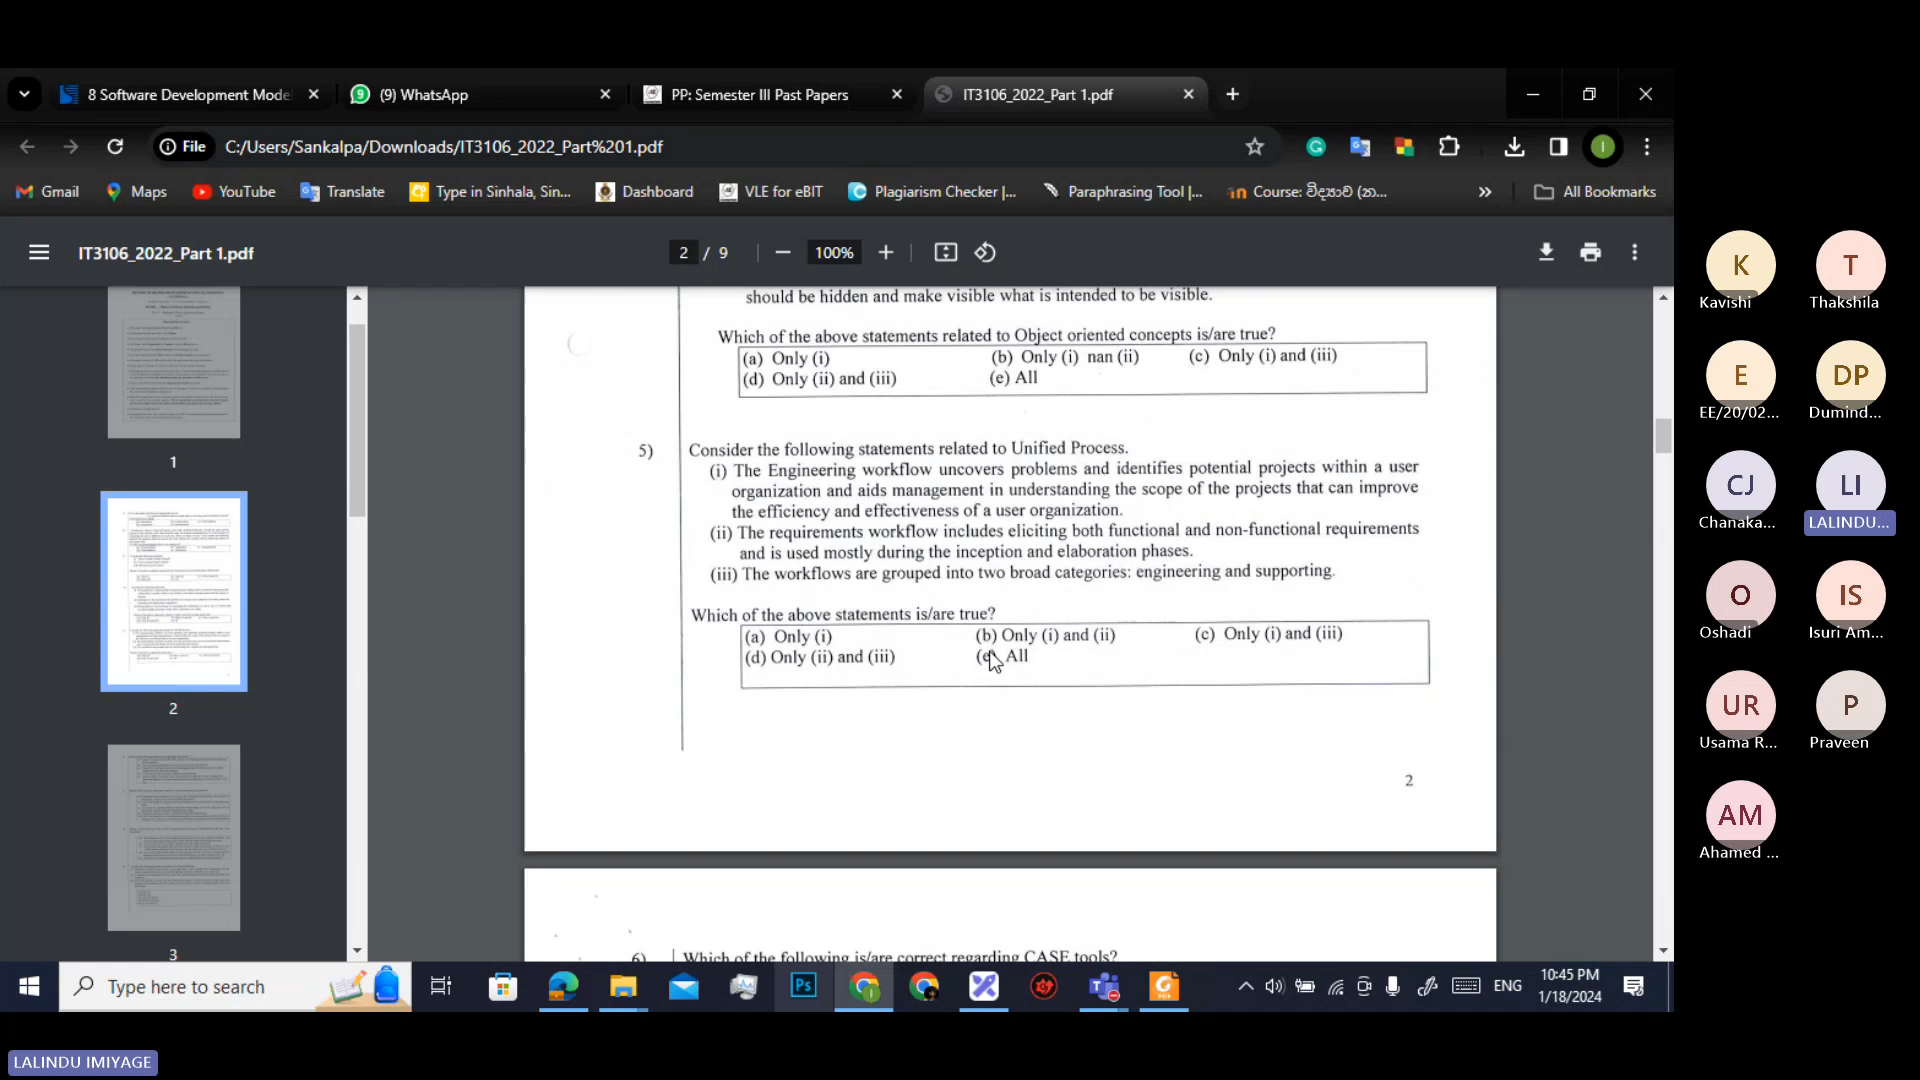 8 Software Development Mode
(9) WhatsApp
PP: Semester III Past Papers
IT3106_2022_Part 1.pdf
File
C:/Users/Sankalpa/Downloads/IT3106_2022_Part%201.pdf
Gmail
Maps
YouTube
Translate
Type in Sinhala, Sin...
Dashboard
VLE for eBIT
Plagiarism Checker |...
Paraphrasing Tool |...
Course: විද්‍යාව (ක...
»
All Bookmarks
IT3106_2022_Part 1.pdf
2 / 9
100%
1
2
3
should be hidden and make visible what is intended to be visible.
Which of the above statements related to Object oriented concepts is/are true?
(a) Only (i) (b) Only (i) nan (ii) (c) Only (i) and (iii)
(d) Only (ii) and (iii) (e) All
5) Consider the following statements related to Unified Process.
(i) The Engineering workflow uncovers problems and identifies potential projects within a user
organization and aids management in understanding the scope of the projects that can improve
the efficiency and effectiveness of a user organization.
(ii) The requirements workflow includes eliciting both functional and non-functional requirements
and is used mostly during the inception and elaboration phases.
(iii) The workflows are grouped into two broad categories: engineering and supporting.
Which of the above statements is/are true?
(a) Only (i) (b) Only (i) and (ii) (c) Only (i) and (iii)
(d) Only (ii) and (iii) (e) All
2
6) Which of the following is/are correct regarding CASE tools?
K
Kavishi
T
Thakshila
E
EE/20/02...
DP
Dumind...
CJ
Chanaka...
LI
LALINDU...
O
Oshadi
IS
Isuri Am...
UR
Usama R...
P
Praveen
AM
Ahamed ...
Type here to search
Ps
ENG
10:45 PM
1/18/2024
LALINDU IMIYAGE